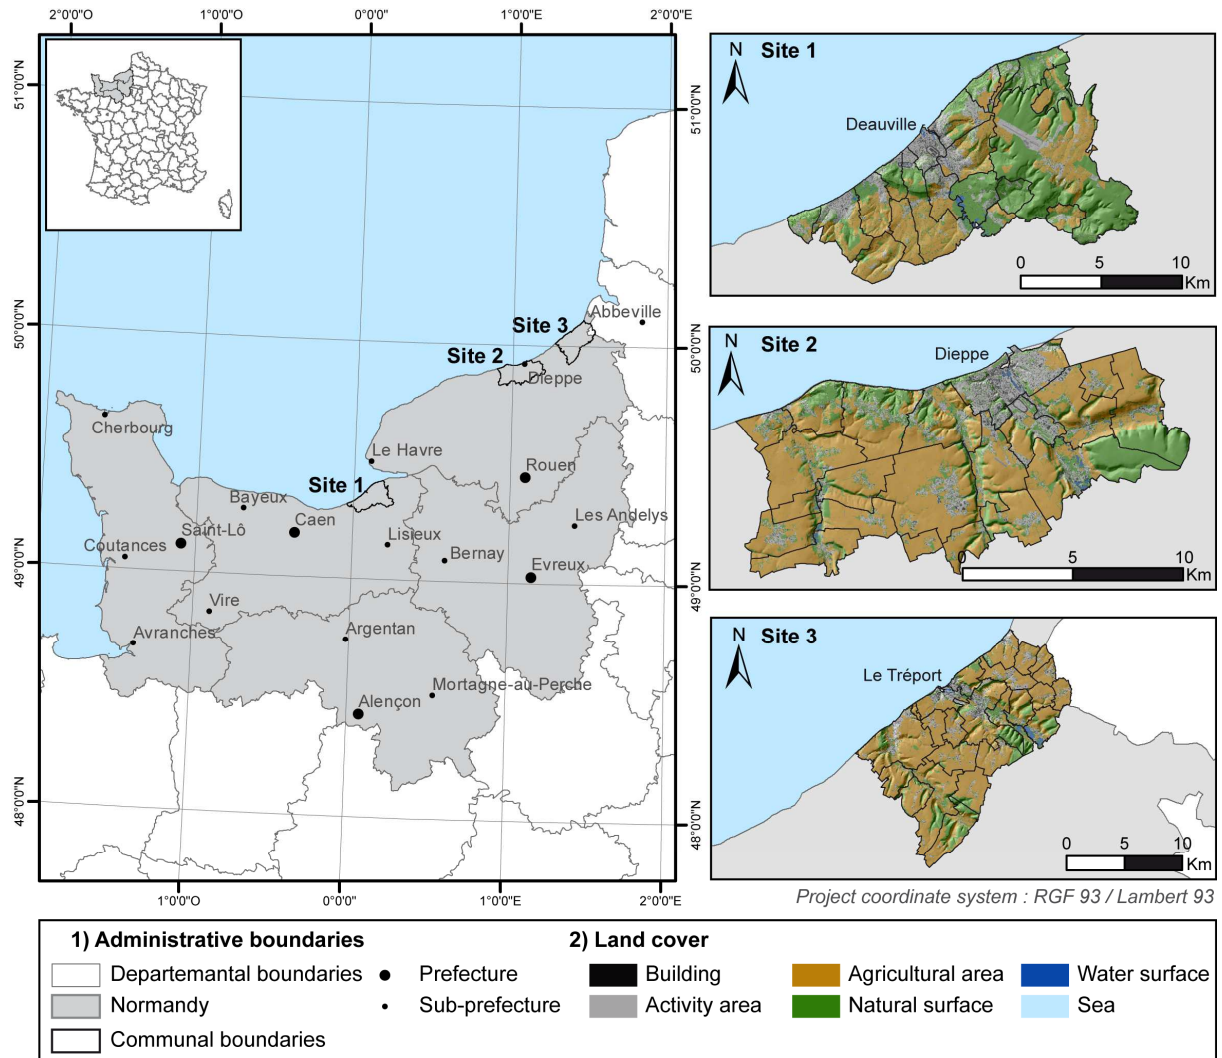 2°0'0"O 1°0'0"O 0°0'0" 1°0'0"E 2°0'0"E
51°0'0"N
51°0'0"N
50°0'0"N
50°0'0"N
49°0'0"N
49°0'0"N
48°0'0"N
48°0'0"N
Abbeville
Site 3
Site 2
Dieppe
Cherbourg
Le Havre
Rouen
Site 1
Bayeux
Les Andelys
Caen
Saint-Lô
Lisieux
Coutances
Bernay
Evreux
Vire
Argentan
Avranches
Mortagne-au-Perche
Alençon
1°0'0"O 0°0'0" 1°0'0"E 2°0'0"E
N Site 1
Deauville
0 5 10
Km
N Site 2
Dieppe
0 5 10
Km
N Site 3
Le Tréport
0 5 10
Km
Project coordinate system : RGF 93 / Lambert 93
1) Administrative boundaries 2) Land cover
Departemantal boundaries Prefecture Building Agricultural area Water surface
Normandy Sub-prefecture Activity area Natural surface Sea
Communal boundaries